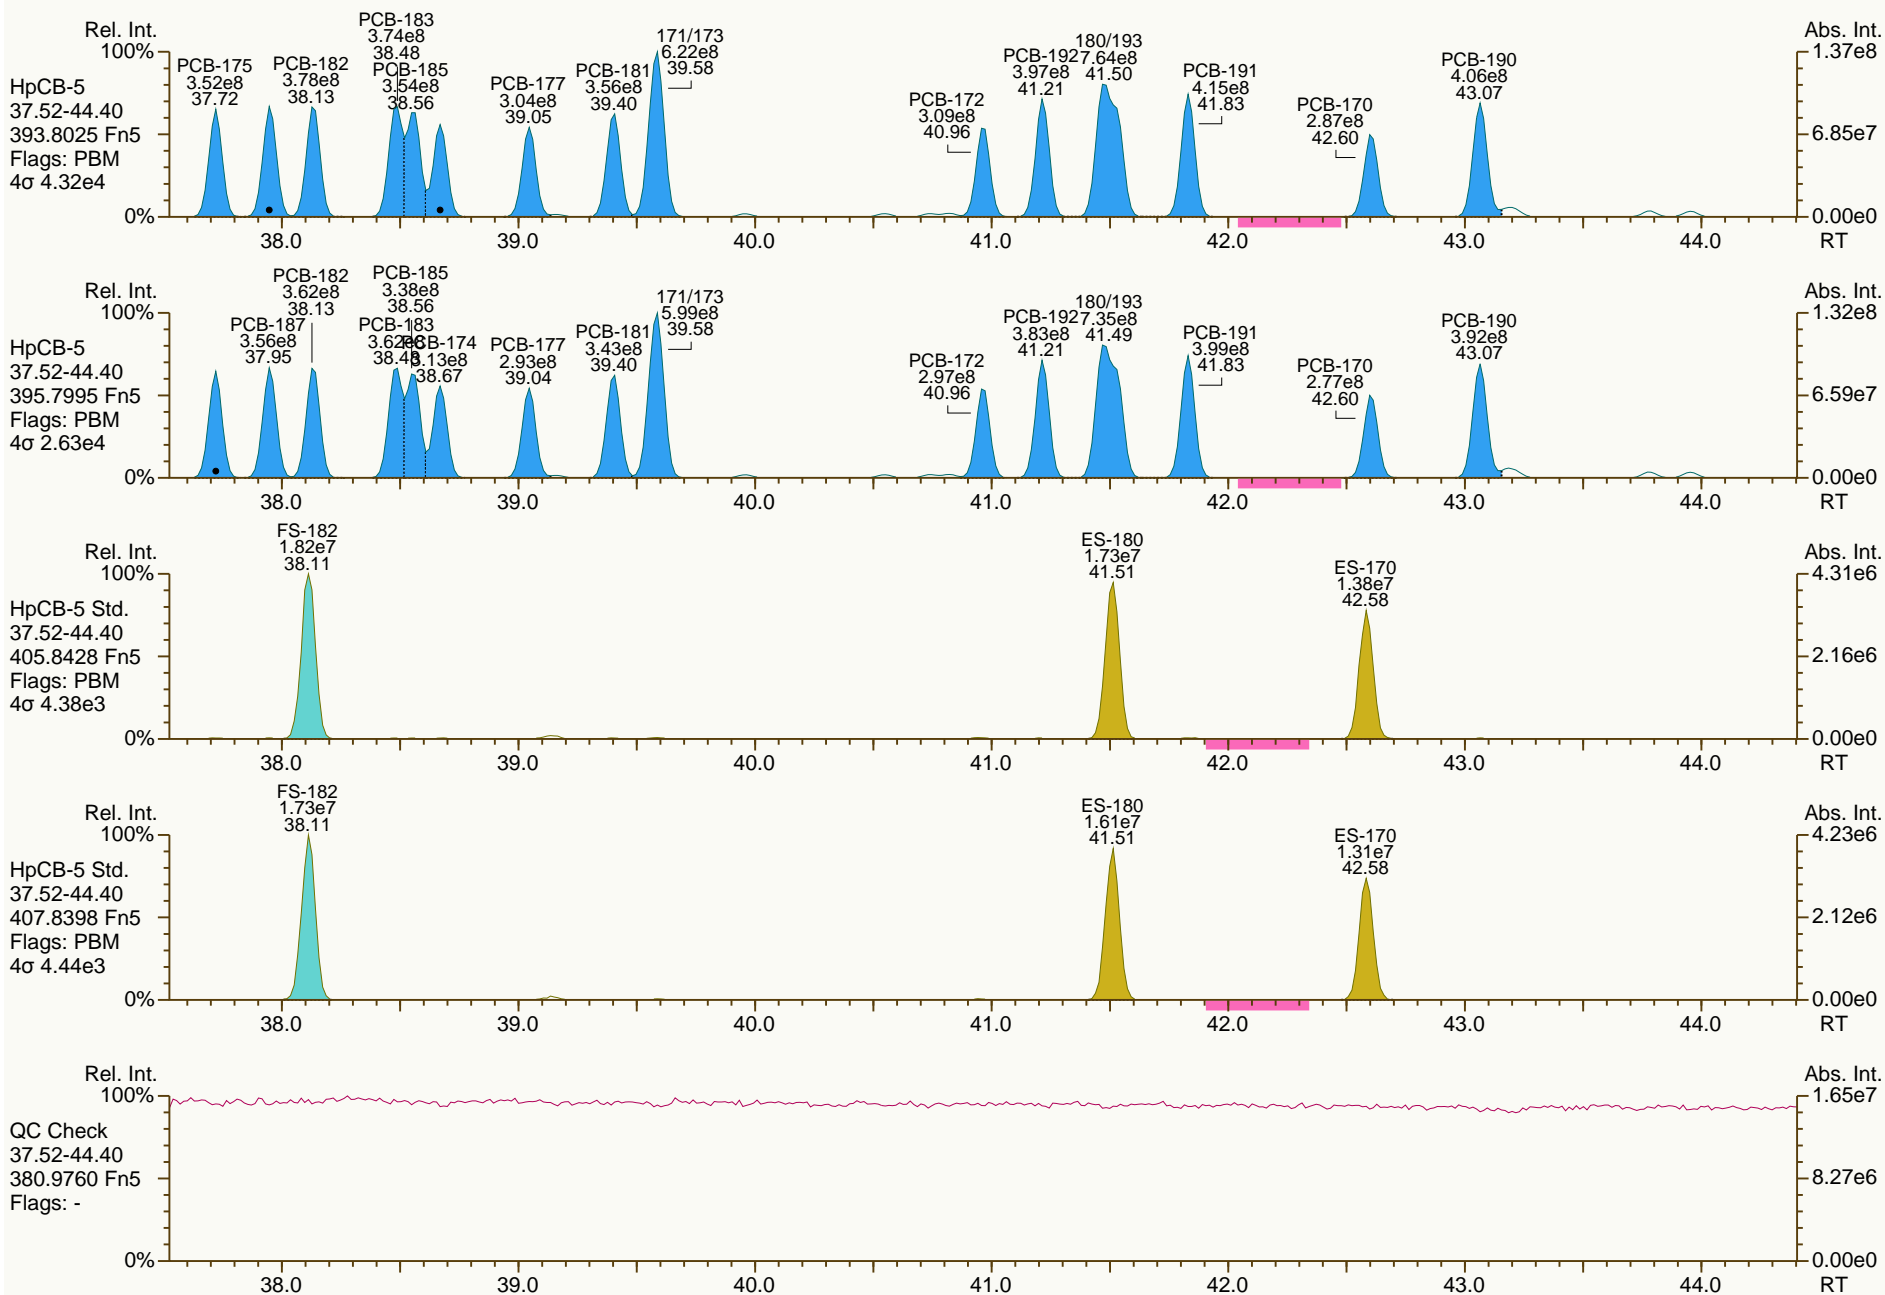 Rel. Int.
Abs. Int.
100%
1.37e8
HpCB-5
37.52-44.40
393.8025 Fn5
Flags: PBM
4σ 4.32e4
6.85e7
0%
0.00e0
PCB-175
3.52e8
37.72
PCB-182
3.78e8
38.13
PCB-183
3.74e8
38.48
PCB-185
3.54e8
38.56
PCB-177
3.04e8
39.05
PCB-181
3.56e8
39.40
171/173
6.22e8
39.58
PCB-172
3.09e8
40.96
PCB-192
3.97e8
41.21
180/193
7.64e8
41.50
PCB-191
4.15e8
41.83
PCB-170
2.87e8
42.60
PCB-190
4.06e8
43.07
38.0 39.0 40.0 41.0 42.0 43.0 44.0 RT
Rel. Int.
Abs. Int.
100%
1.32e8
HpCB-5
37.52-44.40
395.7995 Fn5
Flags: PBM
4σ 2.63e4
6.59e7
0%
0.00e0
PCB-187
3.56e8
37.95
PCB-182
3.62e8
38.13
PCB-183
3.62e8
38.48
PCB-185
3.38e8
38.56
PCB-174
3.13e8
38.67
PCB-177
2.93e8
39.04
PCB-181
3.43e8
39.40
171/173
5.99e8
39.58
PCB-172
2.97e8
40.96
PCB-192
3.83e8
41.21
180/193
7.35e8
41.49
PCB-191
3.99e8
41.83
PCB-170
2.77e8
42.60
PCB-190
3.92e8
43.07
38.0 39.0 40.0 41.0 42.0 43.0 44.0 RT
Rel. Int.
Abs. Int.
100%
4.31e6
HpCB-5 Std.
37.52-44.40
405.8428 Fn5
Flags: PBM
4σ 4.38e3
2.16e6
0%
0.00e0
FS-182
1.82e7
38.11
ES-180
1.73e7
41.51
ES-170
1.38e7
42.58
38.0 39.0 40.0 41.0 42.0 43.0 44.0 RT
Rel. Int.
Abs. Int.
100%
4.23e6
HpCB-5 Std.
37.52-44.40
407.8398 Fn5
Flags: PBM
4σ 4.44e3
2.12e6
0%
0.00e0
FS-182
1.73e7
38.11
ES-180
1.61e7
41.51
ES-170
1.31e7
42.58
38.0 39.0 40.0 41.0 42.0 43.0 44.0 RT
Rel. Int.
Abs. Int.
100%
1.65e7
QC Check
37.52-44.40
380.9760 Fn5
Flags: -
8.27e6
0%
0.00e0
38.0 39.0 40.0 41.0 42.0 43.0 44.0 RT